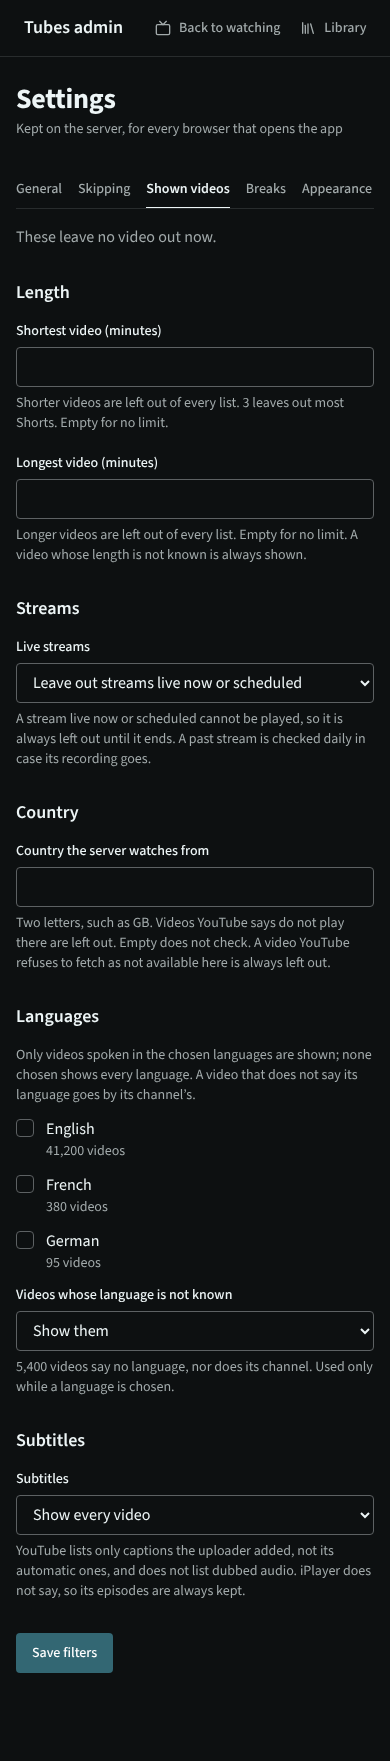 Tubes admin
Back to watching
Library
Settings
Kept on the server, for every browser that opens the app
General
Skipping
Shown videos
Breaks
Appearance
These leave no video out now.
Length
Shortest video (minutes)
Shorter videos are left out of every list. 3 leaves out most
Shorts. Empty for no limit.
Longest video (minutes)
Longer videos are left out of every list. Empty for no limit. A
video whose length is not known is always shown.
Streams
Live streams
Leave out streams live now or scheduled
A stream live now or scheduled cannot be played, so it is
always left out until it ends. A past stream is checked daily in
case its recording goes.
Country
Country the server watches from
Two letters, such as GB. Videos YouTube says do not play
there are left out. Empty does not check. A video YouTube
refuses to fetch as not available here is always left out.
Languages
Only videos spoken in the chosen languages are shown; none
chosen shows every language. A video that does not say its
language goes by its channel's.
English
41,200 videos
French
380 videos
German
95 videos
Videos whose language is not known
Show them
5,400 videos say no language, nor does its channel. Used only
while a language is chosen.
Subtitles
Subtitles
Show every video
YouTube lists only captions the uploader added, not its
automatic ones, and does not list dubbed audio. iPlayer does
not say, so its episodes are always kept.
Save filters